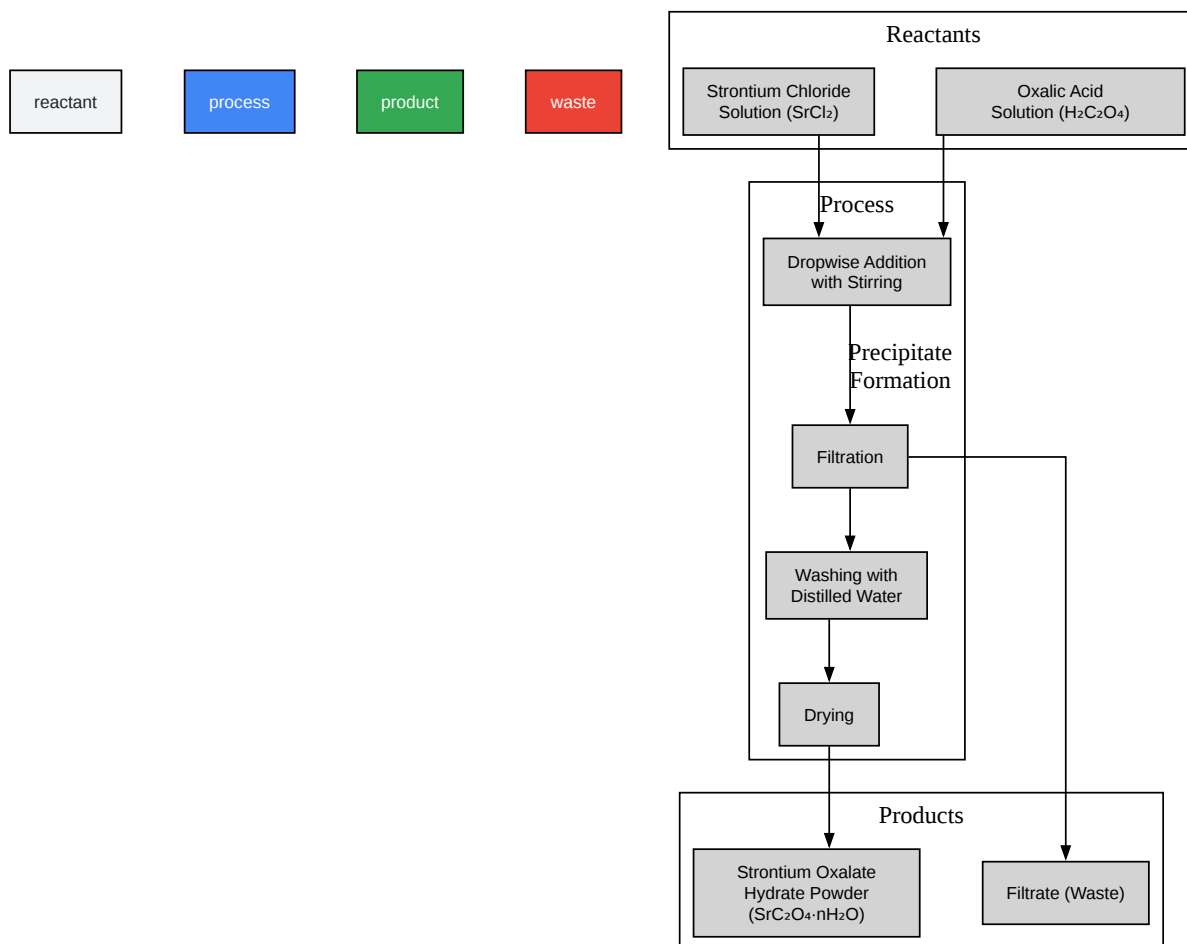 reactant
process
product
waste
Reactants
Strontium Chloride
Solution (SrCl₂)
Oxalic Acid
Solution (H₂C₂O₄)
Process
Dropwise Addition
with Stirring
Precipitate
Formation
Filtration
Washing with
Distilled Water
Drying
Products
Strontium Oxalate
Hydrate Powder
(SrC₂O₄·nH₂O)
Filtrate (Waste)